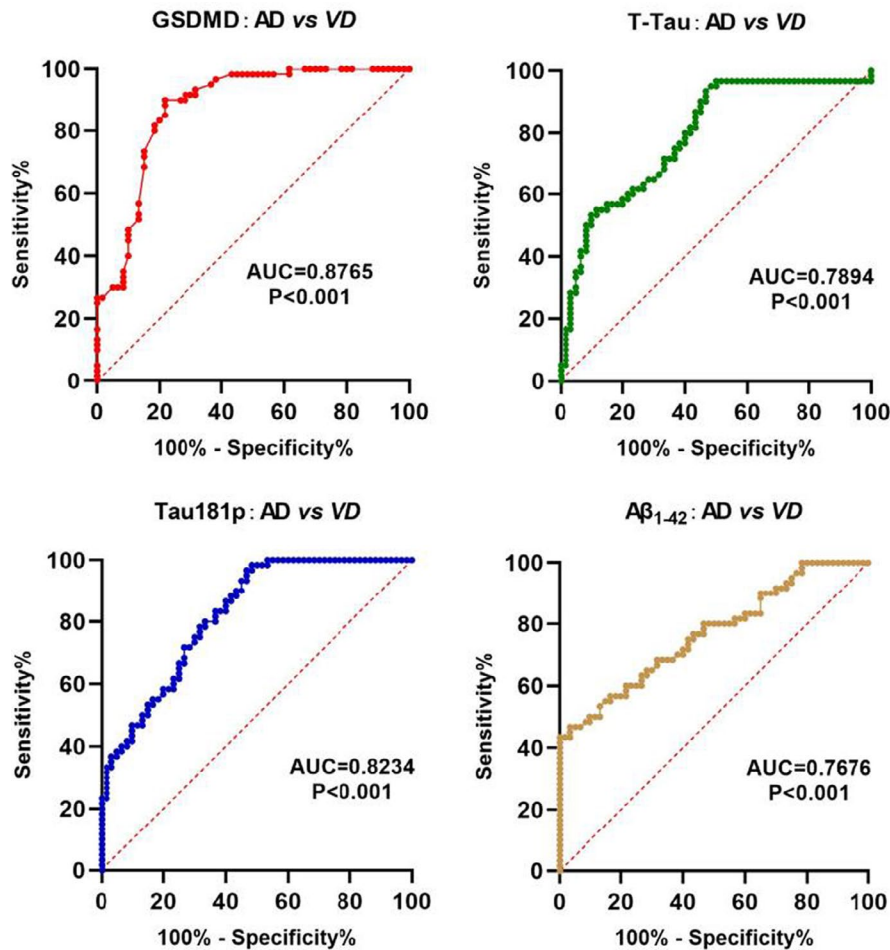 GSDMD: AD vs VD
100
80
60
40
20
0
Sensitivity%
AUC=0.8765
P<0.001
0 20 40 60 80 100
100% - Specificity%
T-Tau: AD vs VD
100
80
60
40
20
0
Sensitivity%
AUC=0.7894
P<0.001
0 20 40 60 80 100
100% - Specificity%
Tau181p: AD vs VD
100
80
60
40
20
0
Sensitivity%
AUC=0.8234
P<0.001
0 20 40 60 80 100
100% - Specificity%
Aβ₁₋₄₂: AD vs VD
100
80
60
40
20
0
Sensitivity%
AUC=0.7676
P<0.001
0 20 40 60 80 100
100% - Specificity%